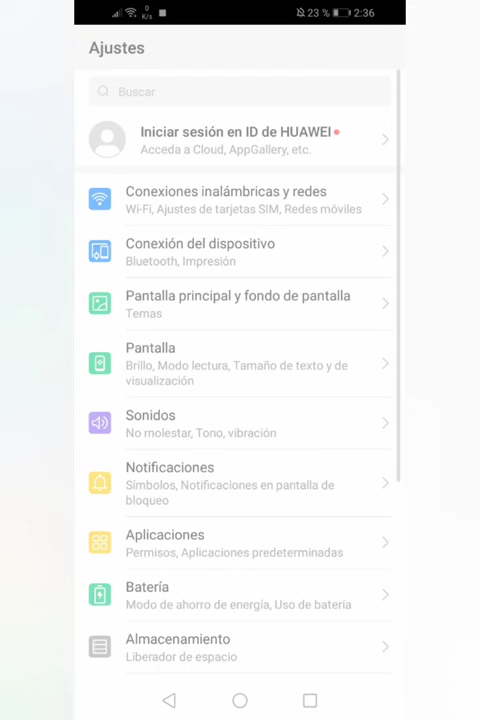 0
K/s
23 %
2:36
Ajustes
Buscar
Iniciar sesión en ID de HUAWEI
Acceda a Cloud, AppGallery, etc.
Conexiones inalámbricas y redes
Wi-Fi, Ajustes de tarjetas SIM, Redes móviles
Conexión del dispositivo
Bluetooth, Impresión
Pantalla principal y fondo de pantalla
Temas
Pantalla
Brillo, Modo lectura, Tamaño de texto y de
visualización
Sonidos
No molestar, Tono, vibración
Notificaciones
Símbolos, Notificaciones en pantalla de
bloqueo
Aplicaciones
Permisos, Aplicaciones predeterminadas
Batería
Modo de ahorro de energía, Uso de batería
Almacenamiento
Liberador de espacio